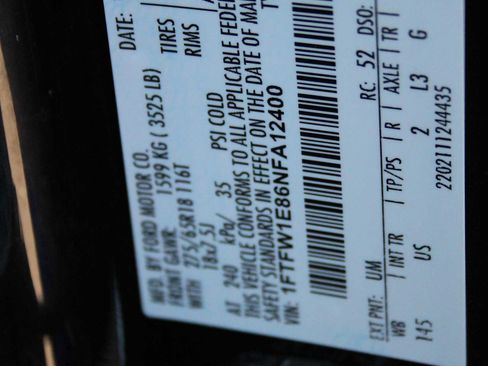 MFD. BY FORD MOTOR CO.
DATE:
FRONT GAWR: 1599 KG ( 3525 LB)
WITH 275/65R18 116T TIRES
18x7.5J RIMS
AT 240 kPa/ 35 PSI COLD
THIS VEHICLE CONFORMS TO ALL APPLICABLE
SAFETY STANDARDS IN EFFECT ON THE DATE OF
VIN: 1FTFW1E86NFA12400
EXT PNT: UM RC: 52 DSO:
WB INT TR TP/PS R AXLE TR
145 US 2 L3 G
2202111244435